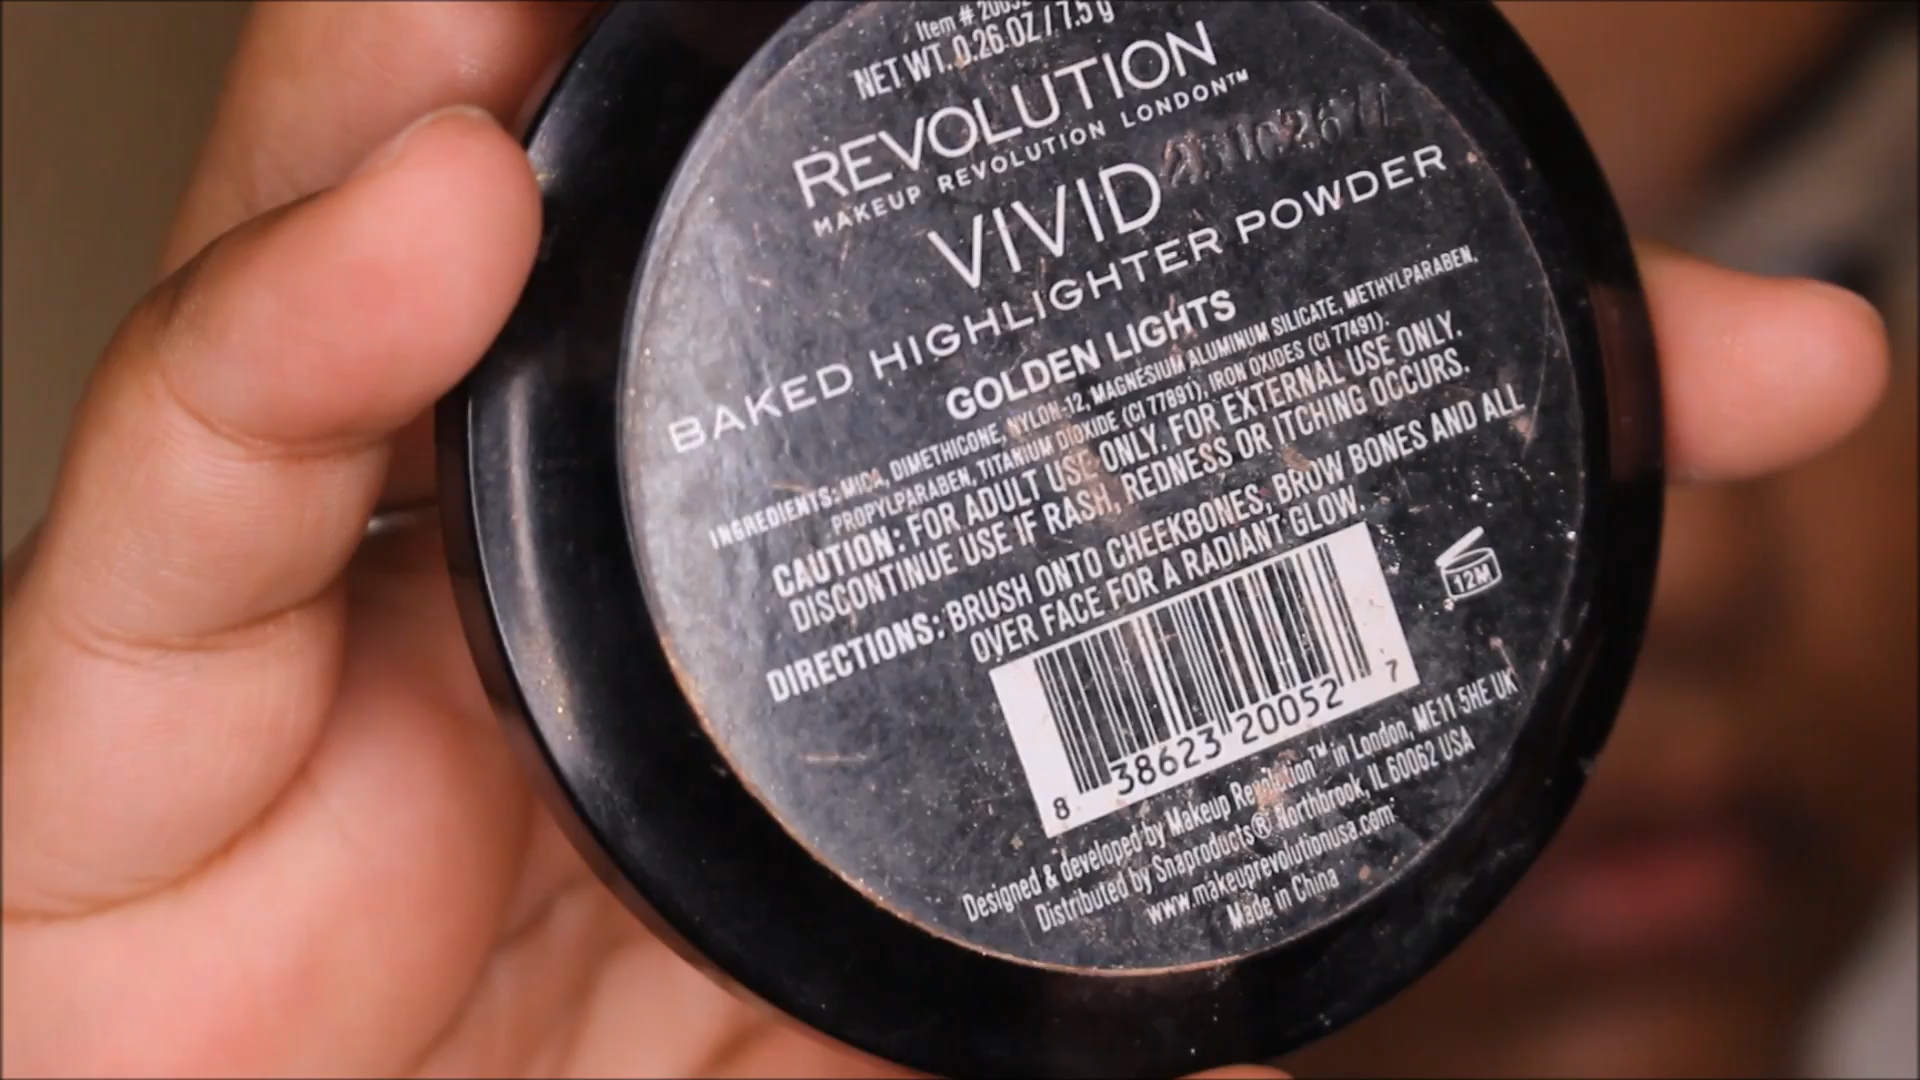 Item # 20052
NET WT. 0.26 OZ / 7.5 g
REVOLUTION
MAKEUP REVOLUTION LONDON™
VIVID
BAKED HIGHLIGHTER POWDER
GOLDEN LIGHTS
INGREDIENTS: MICA, DIMETHICONE, NYLON-12, MAGNESIUM ALUMINUM SILICATE, METHYLPARABEN,
PROPYLPARABEN, TITANIUM DIOXIDE (CI 77891), IRON OXIDES (CI 77491).
CAUTION: FOR ADULT USE ONLY. FOR EXTERNAL USE ONLY.
DISCONTINUE USE IF RASH, REDNESS OR ITCHING OCCURS.
DIRECTIONS: BRUSH ONTO CHEEKBONES, BROW BONES AND ALL
OVER FACE FOR A RADIANT GLOW.
12M
8 38623 20052 7
Designed & developed by Makeup Revolution™ in London, ME11 5HE UK
Distributed by Snaproducts® Northbrook, IL 60062 USA
www.makeuprevolutionusa.com
Made in China